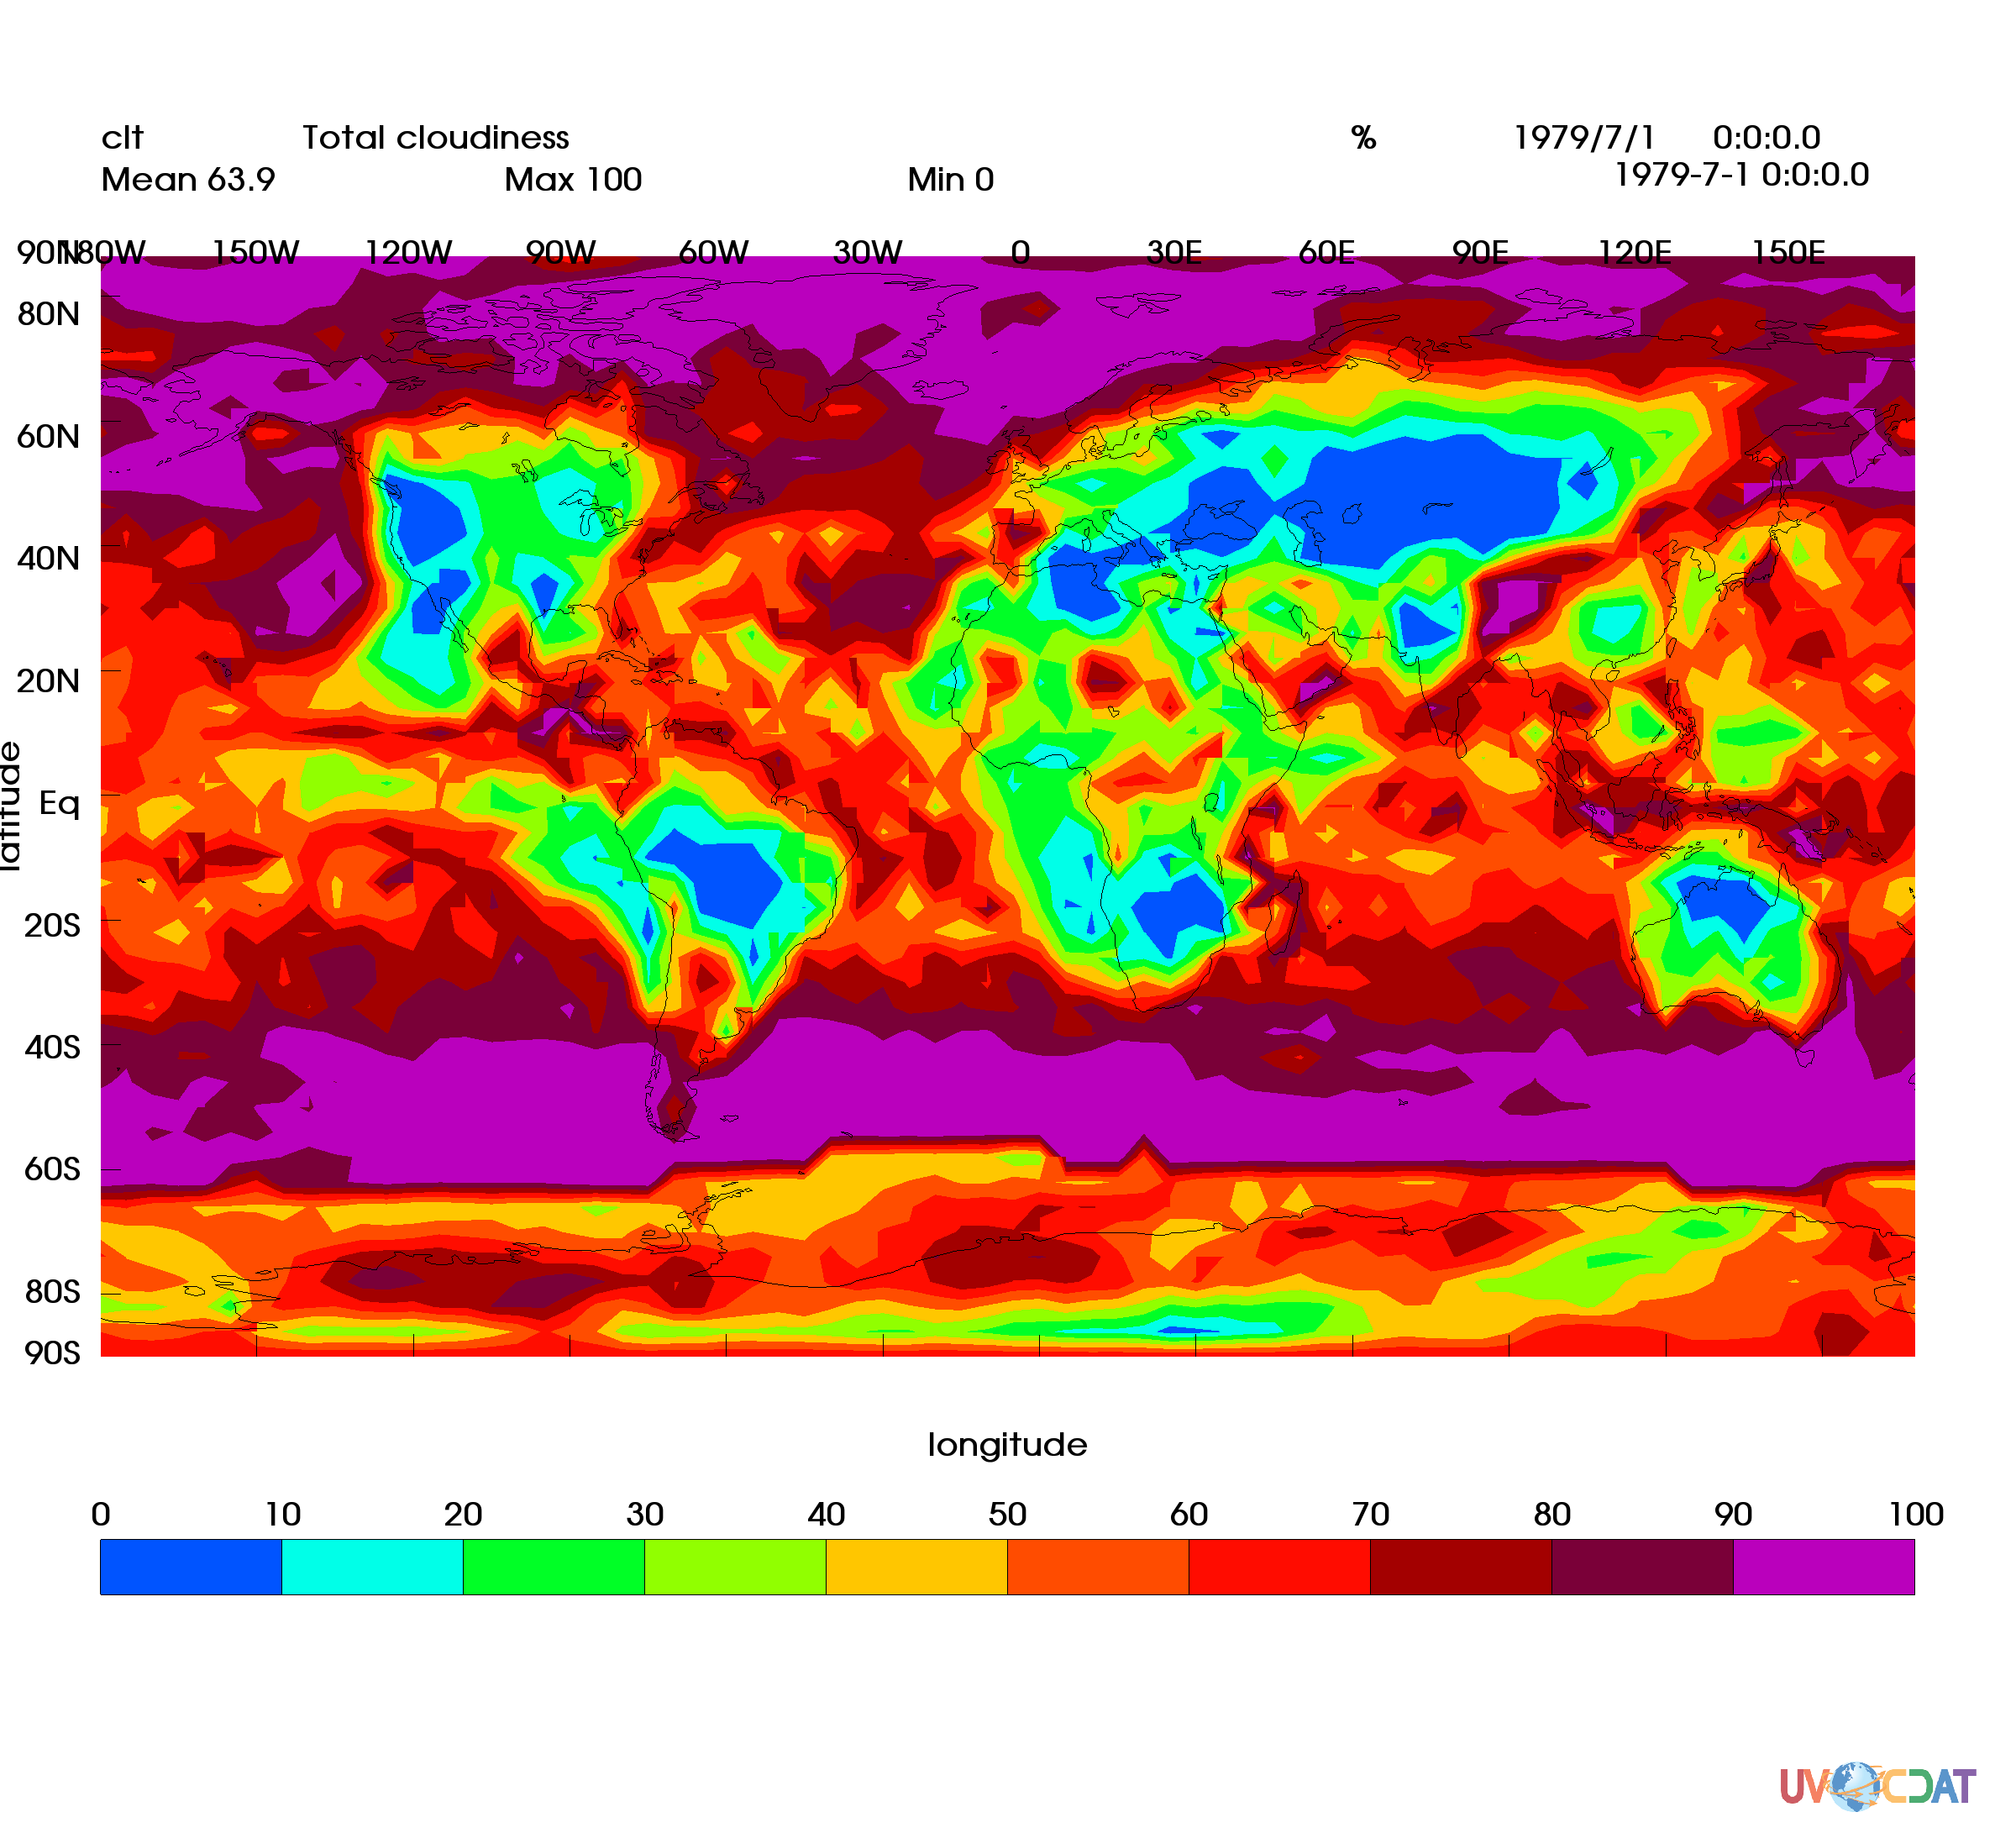 clt Total cloudiness % 1979/7/1 0:0:0.0
Mean 63.9 Max 100 Min 0 1979-7-1 0:0:0.0
180W 150W 120W 90W 60W 30W 0 30E 60E 90E 120E 150E
90N
80N
60N
40N
20N
Eq
20S
40S
60S
80S
90S
latitude
longitude
0 10 20 30 40 50 60 70 80 90 100
UV CDAT